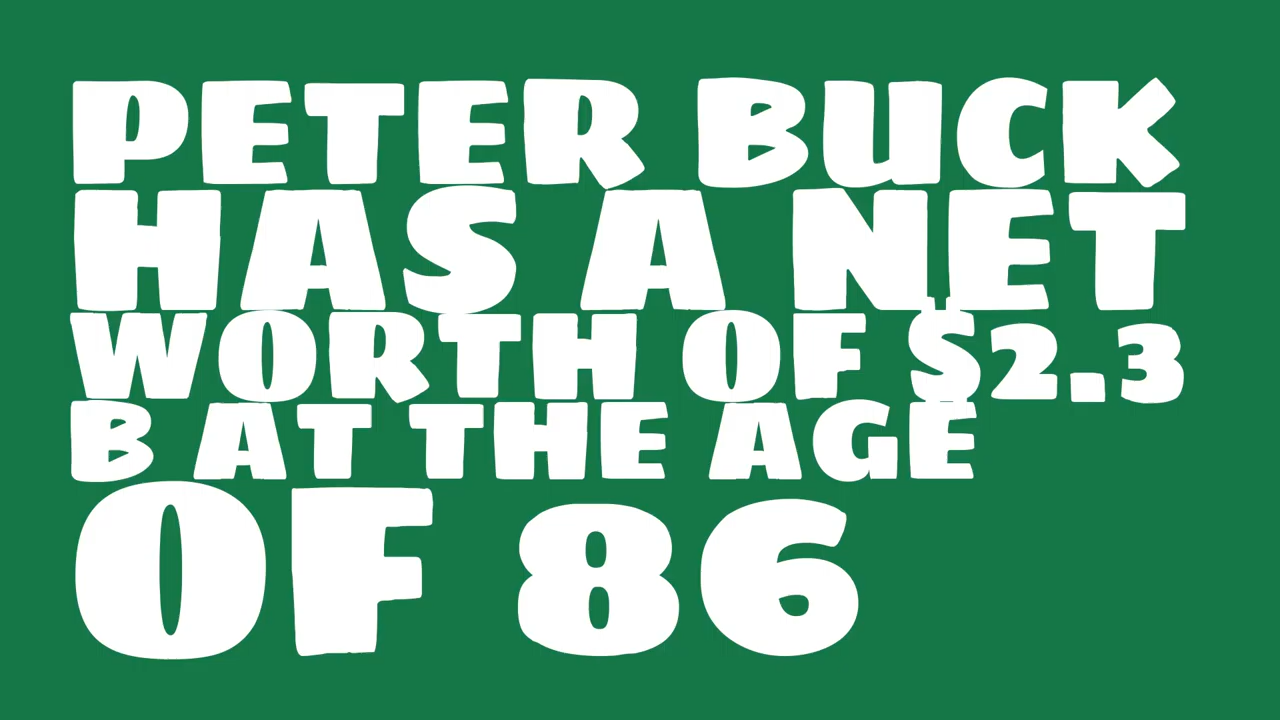 PETER BUCK
HAS A NET
WORTH OF $2.3
B AT THE AGE
OF 86